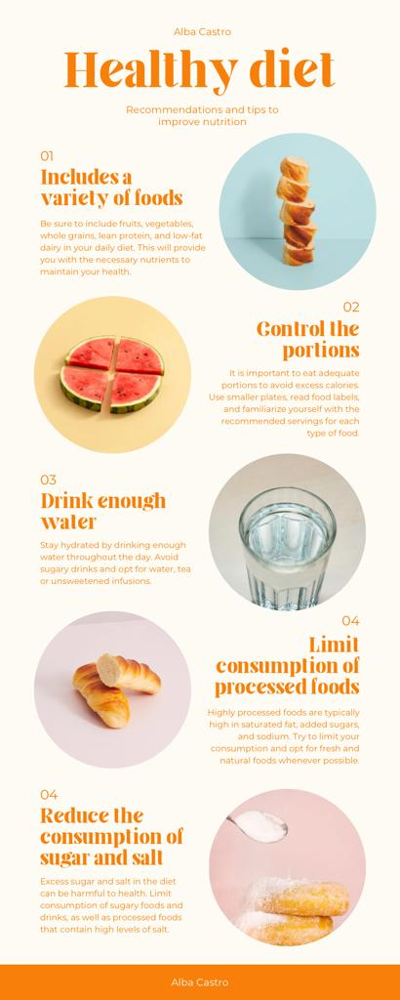 Alba Castro
Healthy diet
Recommendations and tips to
improve nutrition
01
Includes a
variety of foods
Be sure to include fruits, vegetables,
whole grains, lean protein, and low-fat
dairy in your daily diet. This will provide
you with the necessary nutrients to
maintain your health.
02
Control the
portions
It is important to eat adequate
portions to avoid excess calories.
Use smaller plates, read food labels,
and familiarize yourself with the
recommended servings for each
type of food.
03
Drink enough
water
Stay hydrated by drinking enough
water throughout the day. Avoid
sugary drinks and opt for water, tea
or unsweetened infusions.
04
Limit
consumption of
processed foods
Highly processed foods are typically
high in saturated fat, added sugars,
and sodium. Try to limit your
consumption and opt for fresh and
natural foods whenever possible.
04
Reduce the
consumption of
sugar and salt
Excess sugar and salt in the diet
can be harmful to health. Limit
consumption of sugary foods and
drinks, as well as processed foods
that contain high levels of salt.
Alba Castro